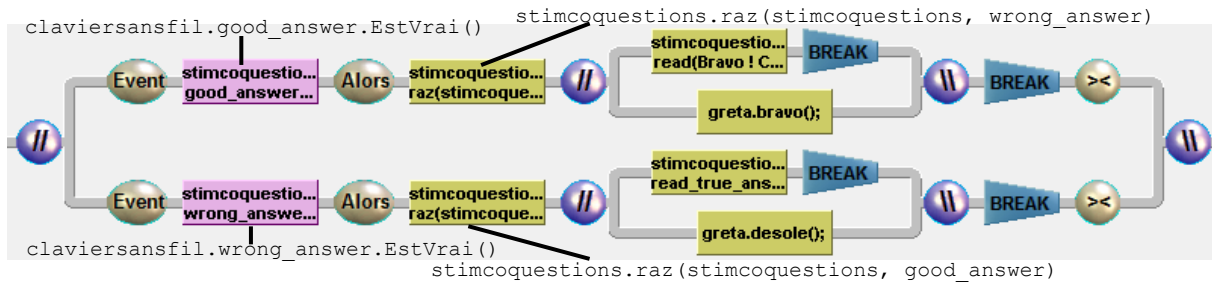 stimcoquestions.raz(stimcoquestions, wrong_answer)
claviersansfil.good_answer.EstVrai()
Event
stimcoquestio...
good_answer...
Alors
stimcoquestio...
raz(stimcoque...
//
stimcoquestio...
read(Bravo ! C...
BREAK
greta.bravo();
\\
BREAK
><
//
\\
Event
stimcoquestio...
wrong_answe...
Alors
stimcoquestio...
raz(stimcoque...
//
stimcoquestio...
read_true_ans...
BREAK
greta.desole();
\\
BREAK
><
claviersansfil.wrong_answer.EstVrai()
stimcoquestions.raz(stimcoquestions, good_answer)